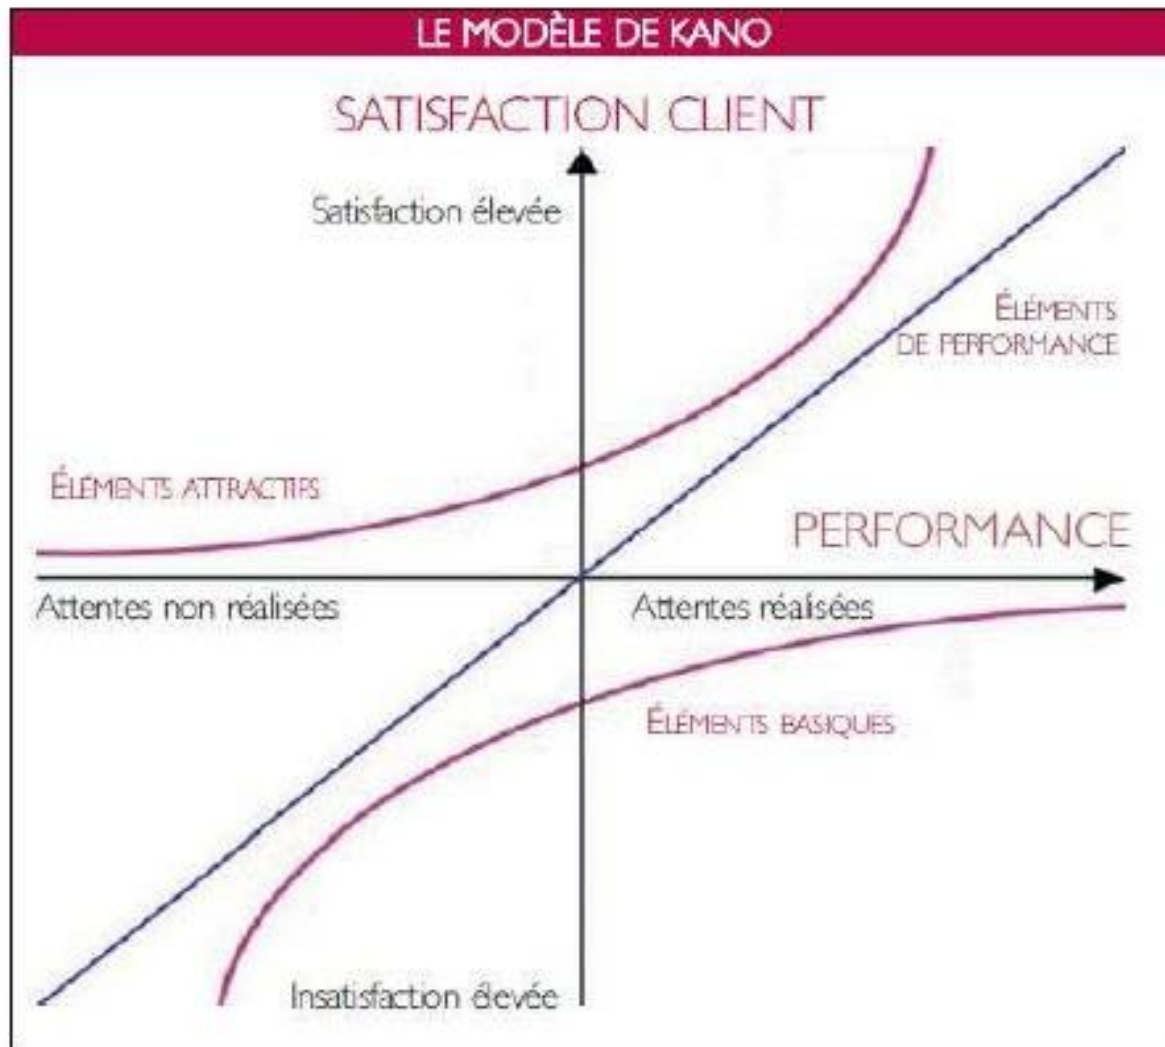 LE MODÈLE DE KANO
SATISFACTION CLIENT
Satisfaction élevée
ÉLÉMENTS
DE PERFORMANCE
ÉLÉMENTS ATTRACTIFS
PERFORMANCE
Attentes non réalisées
Attentes réalisées
ÉLÉMENTS BASIQUES
Insatisfaction élevée